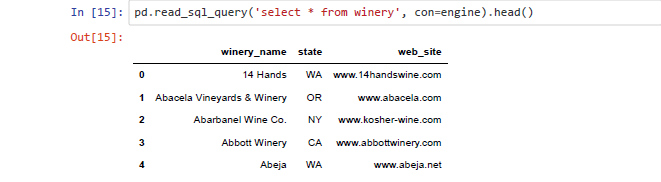 In [15]: pd.read_sql_query('select * from winery', con=engine).head()
Out[15]:
winery_name state web_site
0 14 Hands WA www.14handswine.com
1 Abacela Vineyards & Winery OR www.abacela.com
2 Abarbanel Wine Co. NY www.kosher-wine.com
3 Abbott Winery CA www.abbottwinery.com
4 Abeja WA www.abeja.net